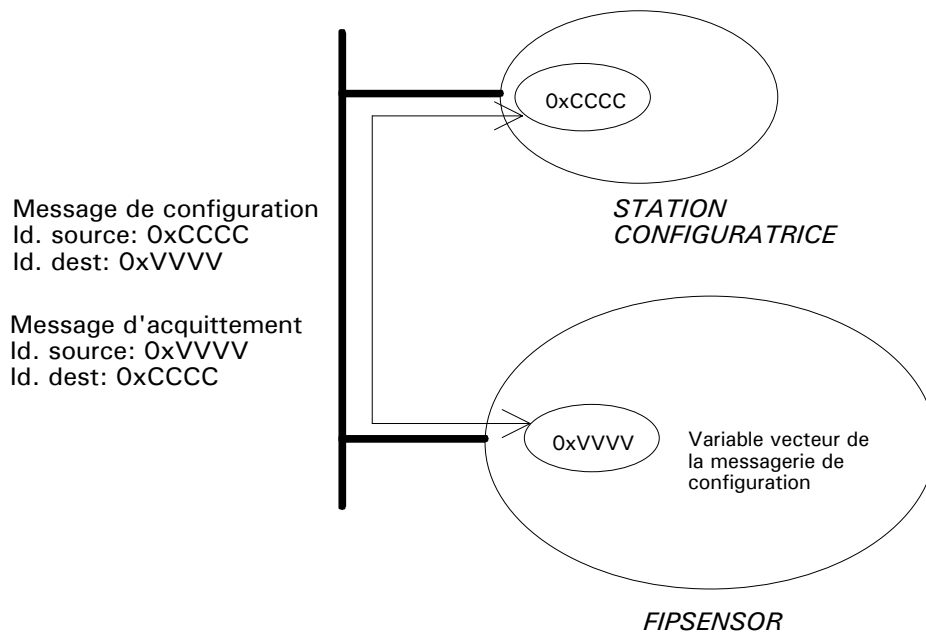 0xCCCC
STATION
CONFIGURATRICE
Message de configuration
Id. source: 0xCCCC
Id. dest: 0xVVVV
Message d'acquittement
Id. source: 0xVVVV
Id. dest: 0xCCCC
0xVVVV
Variable vecteur de
la messagerie de
configuration
FIPSENSOR